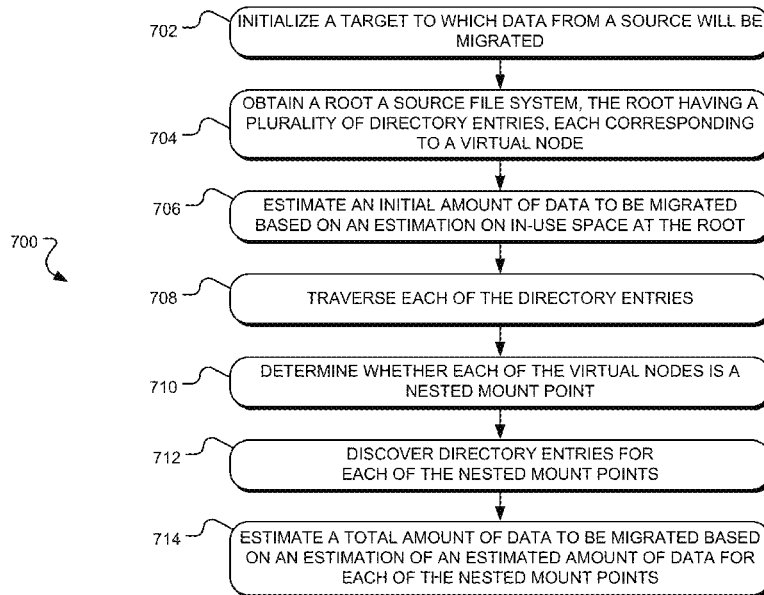 702
INITIALIZE A TARGET TO WHICH DATA FROM A SOURCE WILL BE
MIGRATED
704
OBTAIN A ROOT A SOURCE FILE SYSTEM, THE ROOT HAVING A
PLURALITY OF DIRECTORY ENTRIES, EACH CORRESPONDING
TO A VIRTUAL NODE
706
ESTIMATE AN INITIAL AMOUNT OF DATA TO BE MIGRATED
BASED ON AN ESTIMATION ON IN-USE SPACE AT THE ROOT.
700
708
TRAVERSE EACH OF THE DIRECTORY ENTRIES
710
DETERMINE WHETHER EACH OF THE VIRTUAL NODES IS A
NESTED MOUNT POINT
712
DISCOVER DIRECTORY ENTRIES FOR
EACH OF THE NESTED MOUNT POINTS
714
ESTIMATE A TOTAL AMOUNT OF DATA TO BE MIGRATED BASED
ON AN ESTIMATION OF AN ESTIMATED AMOUNT OF DATA FOR
EACH OF THE NESTED MOUNT POINTS